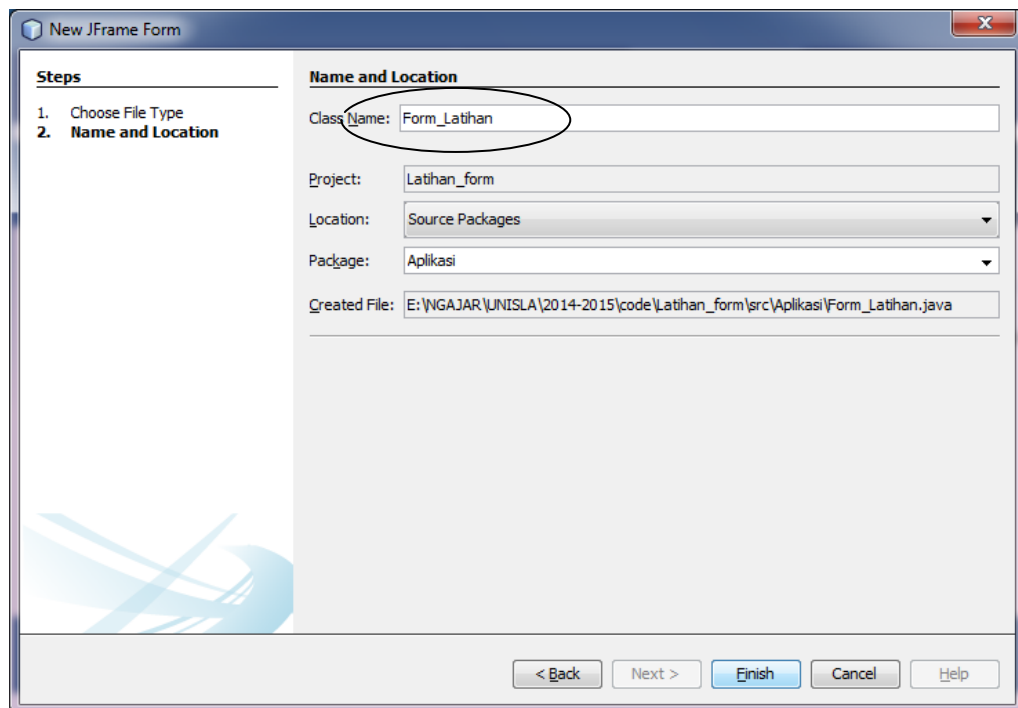 New JFrame Form
Steps
1. Choose File Type
2. Name and Location
Name and Location
Class Name: Form_Latihan
Project: Latihan_form
Location: Source Packages
Package: Aplikasi
Created File: E:\NGAJAR\UNISLA\2014-2015\code\Latihan_form\src\Aplikasi\Form_Latihan.java
< Back Next > Finish Cancel Help